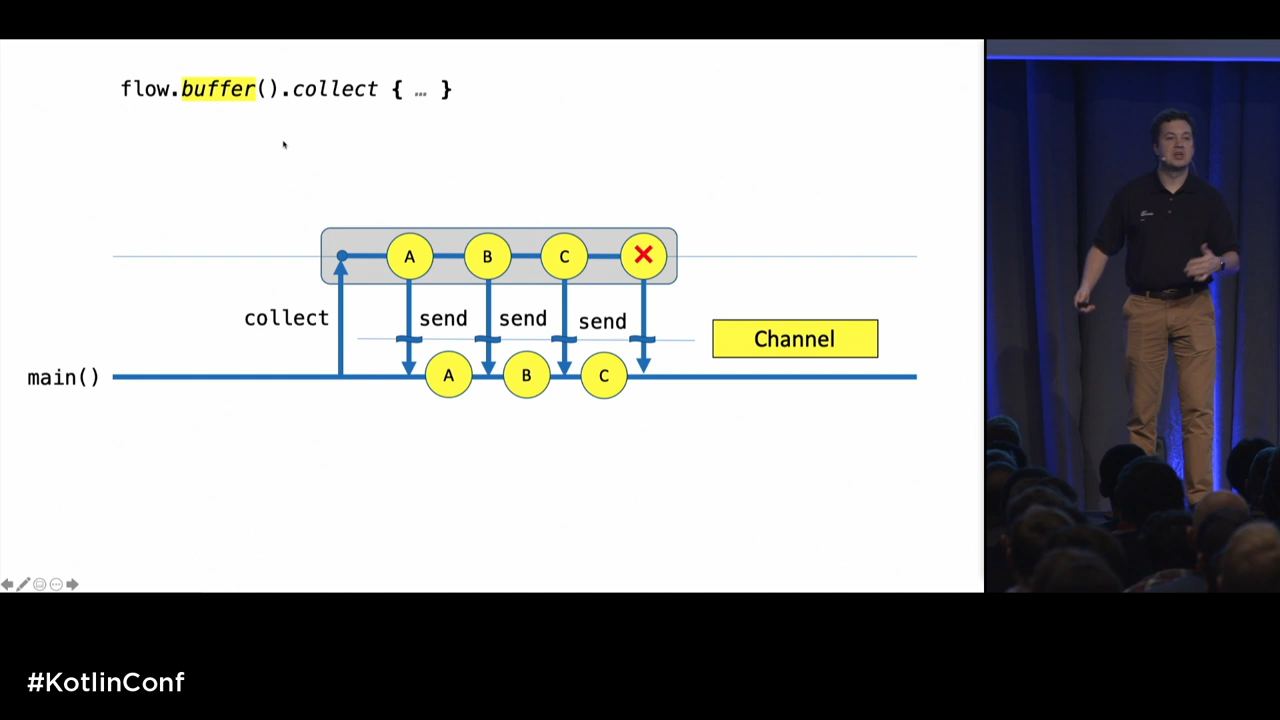 flow.buffer().collect { … }
A B C
collect send send send
Channel
main()
A B C
#KotlinConf